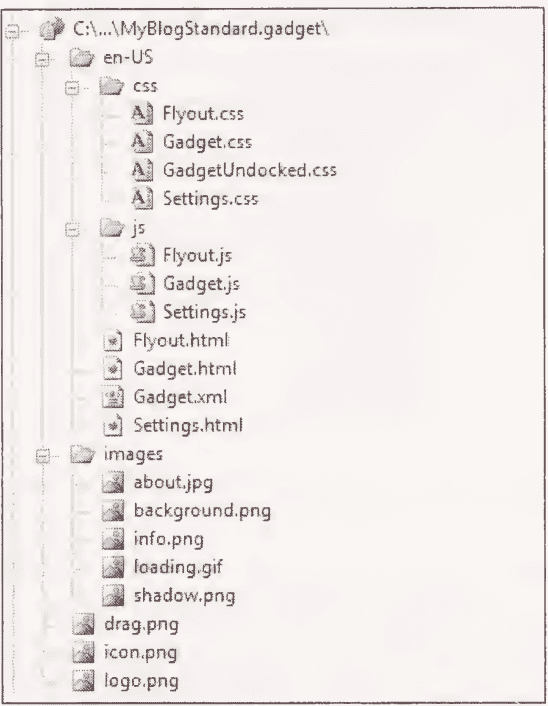 C:\...\MyBlogStandard.gadget\
en-US
css
Flyout.css
Gadget.css
GadgetUndocked.css
Settings.css
js
Flyout.js
Gadget.js
Settings.js
Flyout.html
Gadget.html
Gadget.xml
Settings.html
images
about.jpg
background.png
info.png
loading.gif
shadow.png
drag.png
icon.png
logo.png